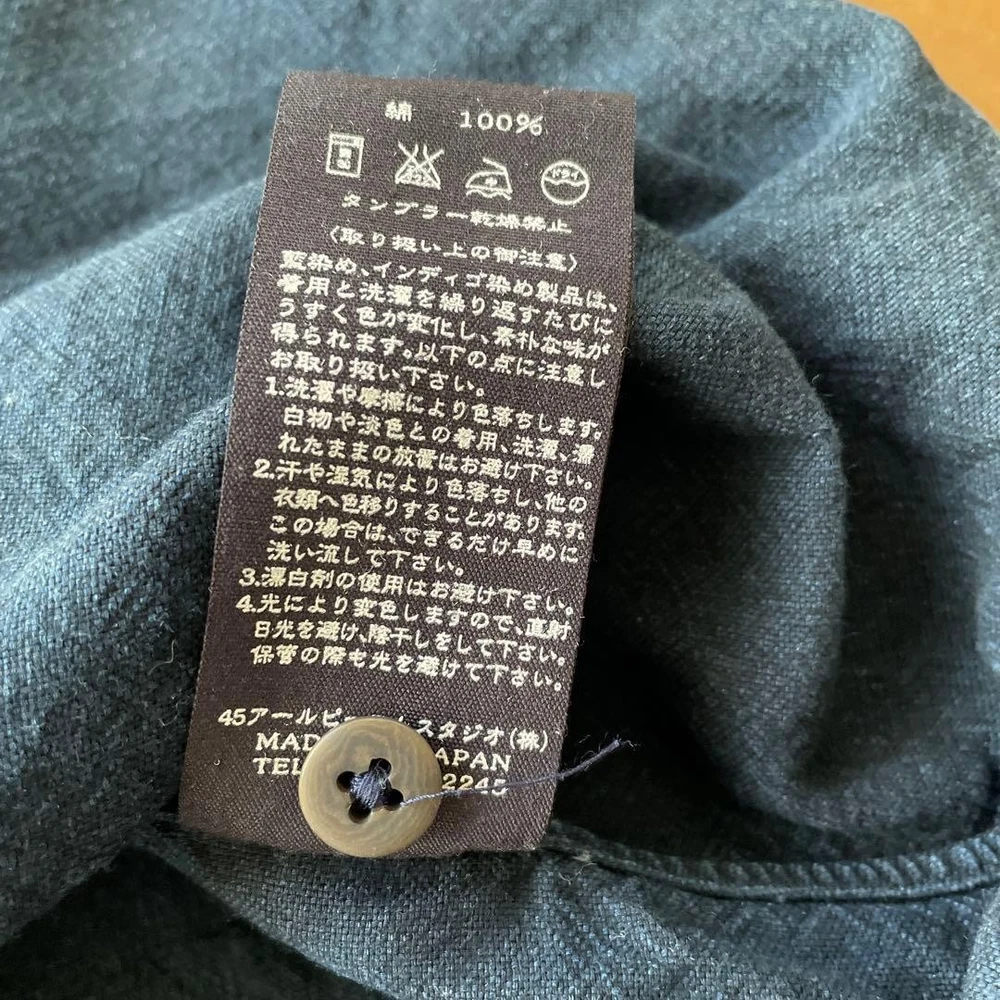 綿 100%
ドライ
タンブラー乾燥禁止
〈取り扱い上の御注意〉
藍染め、インディゴ染め製品は、
着用と洗濯を繰り返すたびに
うすく色が変化し、素朴な味が
得られます。以下の点に注意し
お取り扱い下さい。
1.洗濯や摩擦により色落ちします。
白物や淡色との着用、洗濯、濡
れたままの放置はお避け下さい。
2.汗や湿気により色落ちし、他の
衣類へ色移りすることがあります。
この場合は、できるだけ早めに
洗い流して下さい。
3.漂白剤の使用はお避け下さい。
4.光により変色しますので、直射
日光を避け、陰干しをして下さい。
保管の際も光を避けて下さい。
45アールピ スタジオ(株)
MAD APAN
TEL 2245